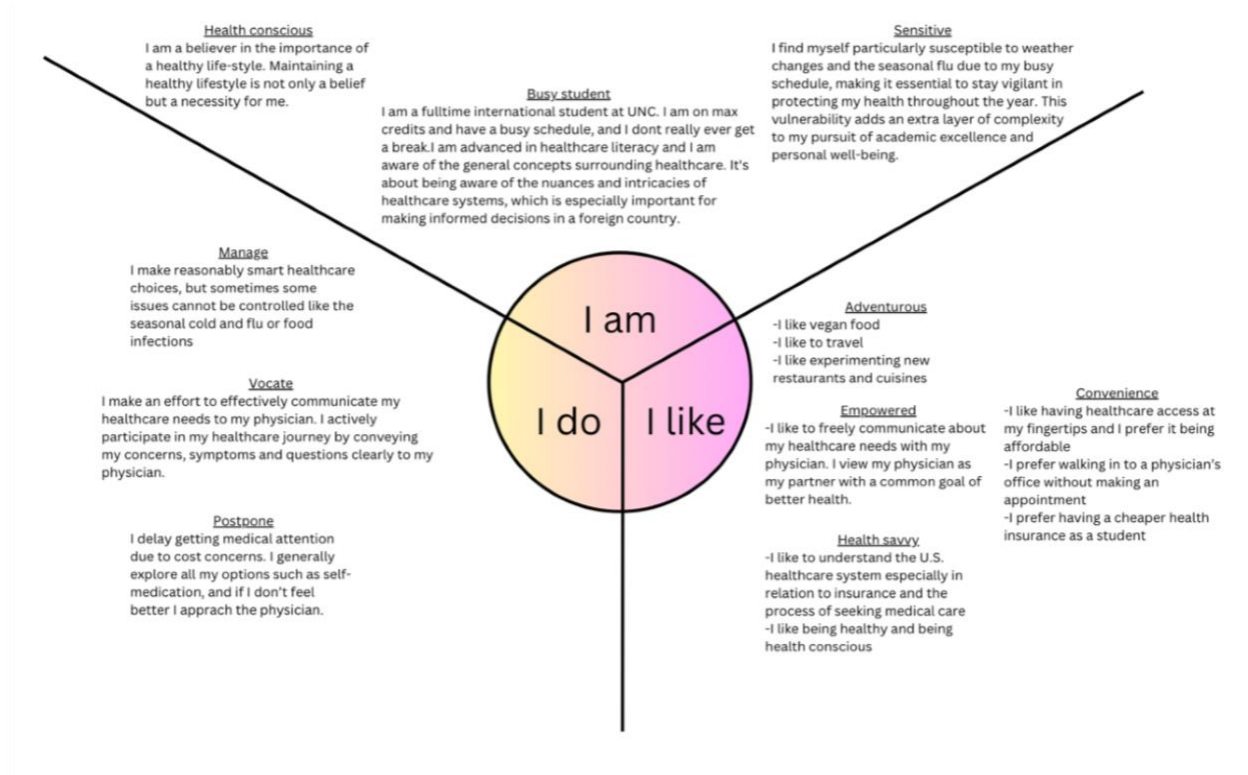 Health conscious
I am a believer in the importance of
a healthy life-style. Maintaining a
healthy lifestyle is not only a belief
but a necessity for me.
Busy student
I am a fulltime international student at UNC. I am on max
credits and have a busy schedule, and I dont really ever get
a break.I am advanced in healthcare literacy and I am
aware of the general concepts surrounding healthcare. It's
about being aware of the nuances and intricacies of
healthcare systems, which is especially important for
making informed decisions in a foreign country.
Sensitive
I find myself particularly susceptible to weather
changes and the seasonal flu due to my busy
schedule, making it essential to stay vigilant in
protecting my health throughout the year. This
vulnerability adds an extra layer of complexity
to my pursuit of academic excellence and
personal well-being.
I am
I do
I like
Manage
I make reasonably smart healthcare
choices, but sometimes some
issues cannot be controlled like the
seasonal cold and flu or food
infections
Vocate
I make an effort to effectively communicate my
healthcare needs to my physician. I actively
participate in my healthcare journey by conveying
my concerns, symptoms and questions clearly to my
physician.
Postpone
I delay getting medical attention
due to cost concerns. I generally
explore all my options such as self-
medication, and if I don't feel
better I apprach the physician.
Adventurous
-I like vegan food
-I like to travel
-I like experimenting new
restaurants and cuisines
Empowered
-I like to freely communicate about
my healthcare needs with my
physician. I view my physician as
my partner with a common goal of
better health.
Health savvy
-I like to understand the U.S.
healthcare system especially in
relation to insurance and the
process of seeking medical care
-I like being healthy and being
health conscious
Convenience
-I like having healthcare access at
my fingertips and I prefer it being
affordable
-I prefer walking in to a physician's
office without making an
appointment
-I prefer having a cheaper health
insurance as a student